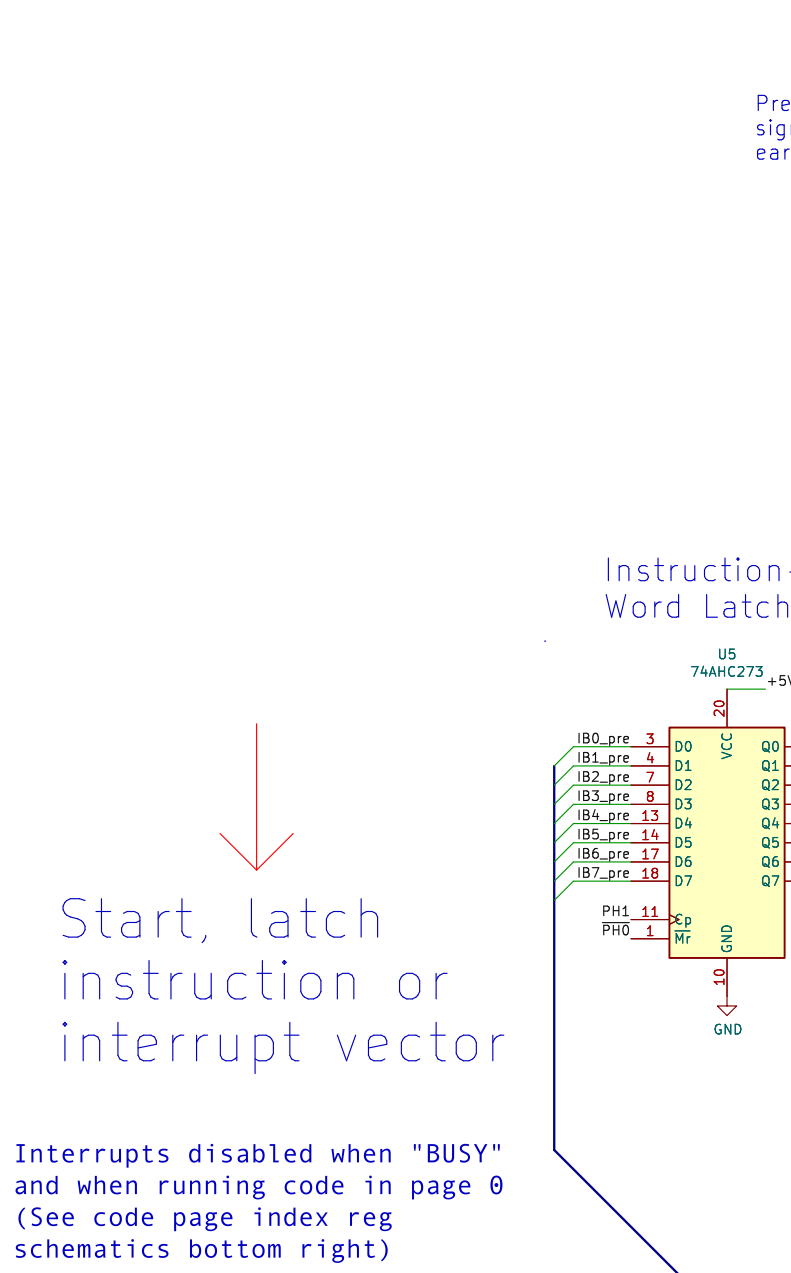 Pre
sig
ear
Instruction-
Word Latch
U5
74AHC273
+5V
20
VCC
IB0_pre 3 D0 Q0
IB1_pre 4 D1 Q1
IB2_pre 7 D2 Q2
IB3_pre 8 D3 Q3
IB4_pre 13 D4 Q4
IB5_pre 14 D5 Q5
IB6_pre 17 D6 Q6
IB7_pre 18 D7 Q7
PH1 11 Cp
PH0 1 Mr
GND
10
GND
Start, latch
instruction or
interrupt vector
Interrupts disabled when "BUSY"
and when running code in page 0
(See code page index reg
schematics bottom right)